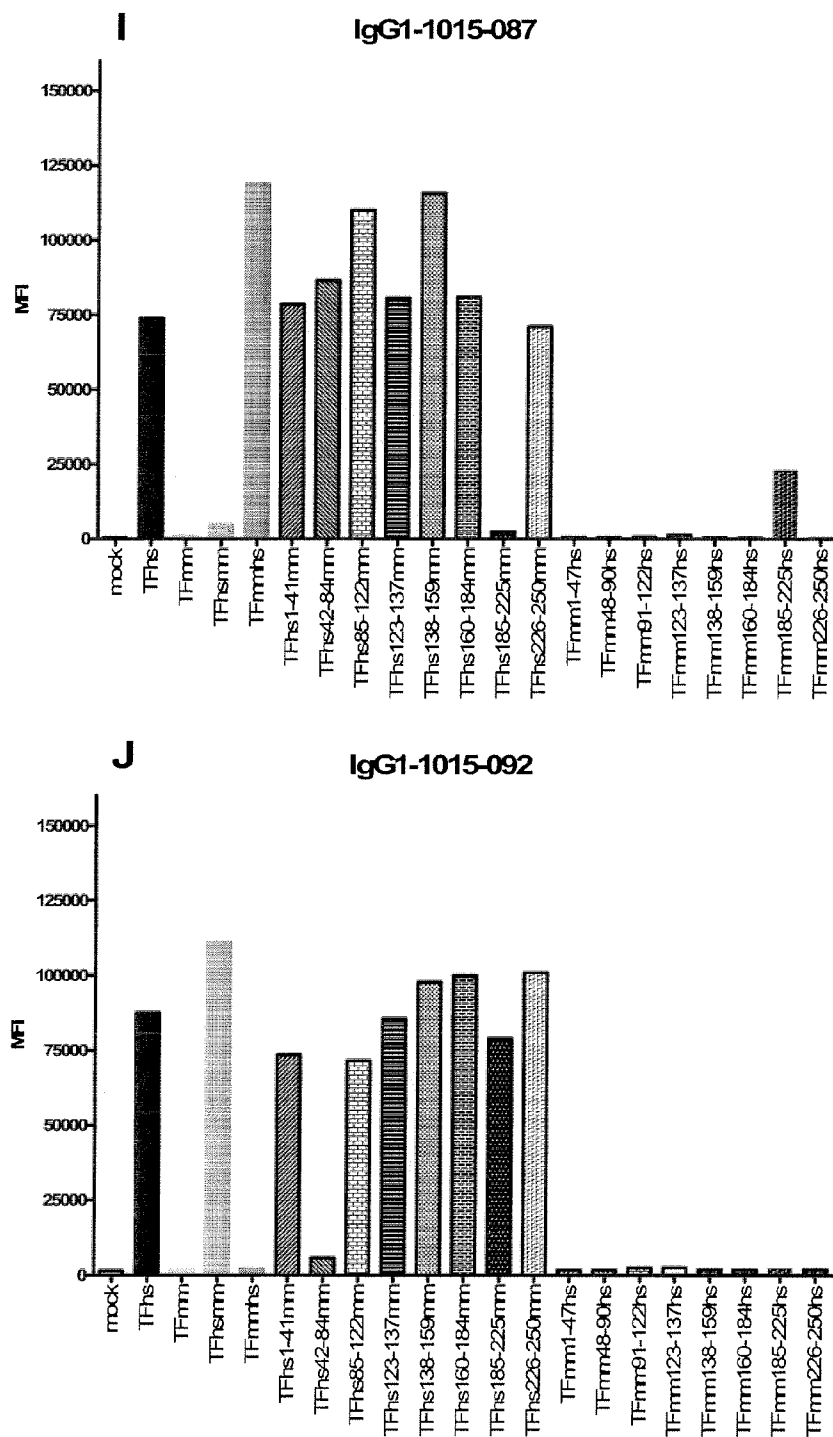 I
IgG1-1015-087
150000
125000
100000
75000
50000
25000
0
MFI
mock
TFhs
TFmm
TFhsmm
TFmmhs
TFhs1-41mm
TFhs42-84mm
TFhs85-122mm
TFhs123-137mm
TFhs138-159mm
TFhs160-184mm
TFhs185-225mm
TFhs226-250mm
TFmm1-47hs
TFmm48-90hs
TFmm91-122hs
TFmm123-137hs
TFmm138-159hs
TFmm160-184hs
TFmm185-225hs
TFmm226-250hs
J
IgG1-1015-092
150000
125000
100000
75000
50000
25000
0
MFI
mock
TFhs
TFmm
TFhsmm
TFmmhs
TFhs1-41mm
TFhs42-84mm
TFhs85-122mm
TFhs123-137mm
TFhs138-159mm
TFhs160-184mm
TFhs185-225mm
TFhs226-250mm
TFmm1-47hs
TFmm48-90hs
TFmm91-122hs
TFmm123-137hs
TFmm138-159hs
TFmm160-184hs
TFmm185-225hs
TFmm226-250hs